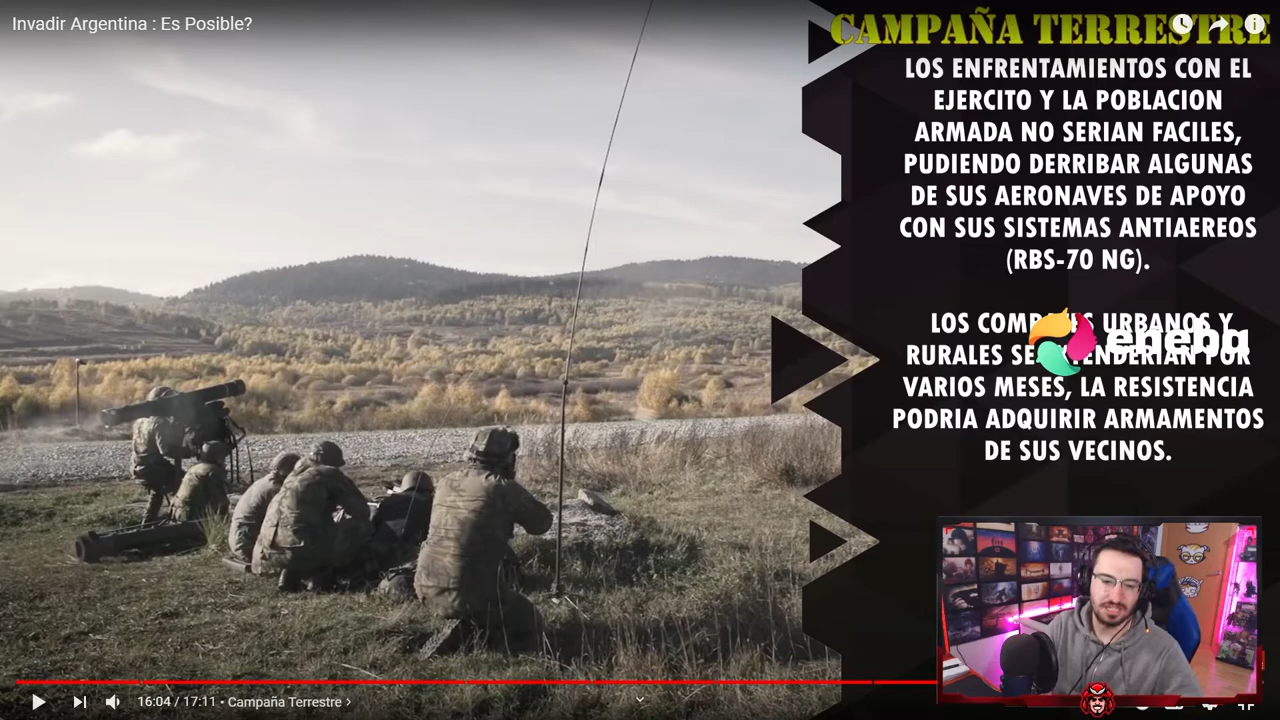 Invadir Argentina : Es Posible?
CAMPAÑA TERRESTRE
LOS ENFRENTAMIENTOS CON EL
EJERCITO Y LA POBLACION
ARMADA NO SERIAN FACILES,
PUDIENDO DERRIBAR ALGUNAS
DE SUS AERONAVES DE APOYO
CON SUS SISTEMAS ANTIAEREOS
(RBS-70 NG).
LOS URBANOS Y
eneba
RURALES POR
VARIOS MESES, LA RESISTENCIA
PODRIA ADQUIRIR ARMAMENTOS
DE SUS VECINOS.
16:04 / 17:11 • Campaña Terrestre >